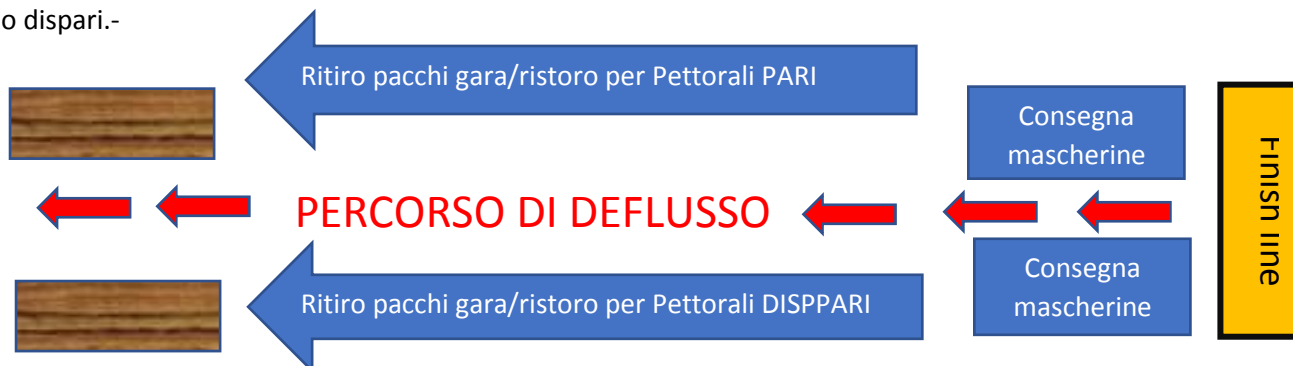 o dispari.-
Ritiro pacchi gara/ristoro per Pettorali PARI
Consegna
mascherine
PERCORSO DI DEFLUSSO
Ritiro pacchi gara/ristoro per Pettorali DISPPARI
Consegna
mascherine
Finish line